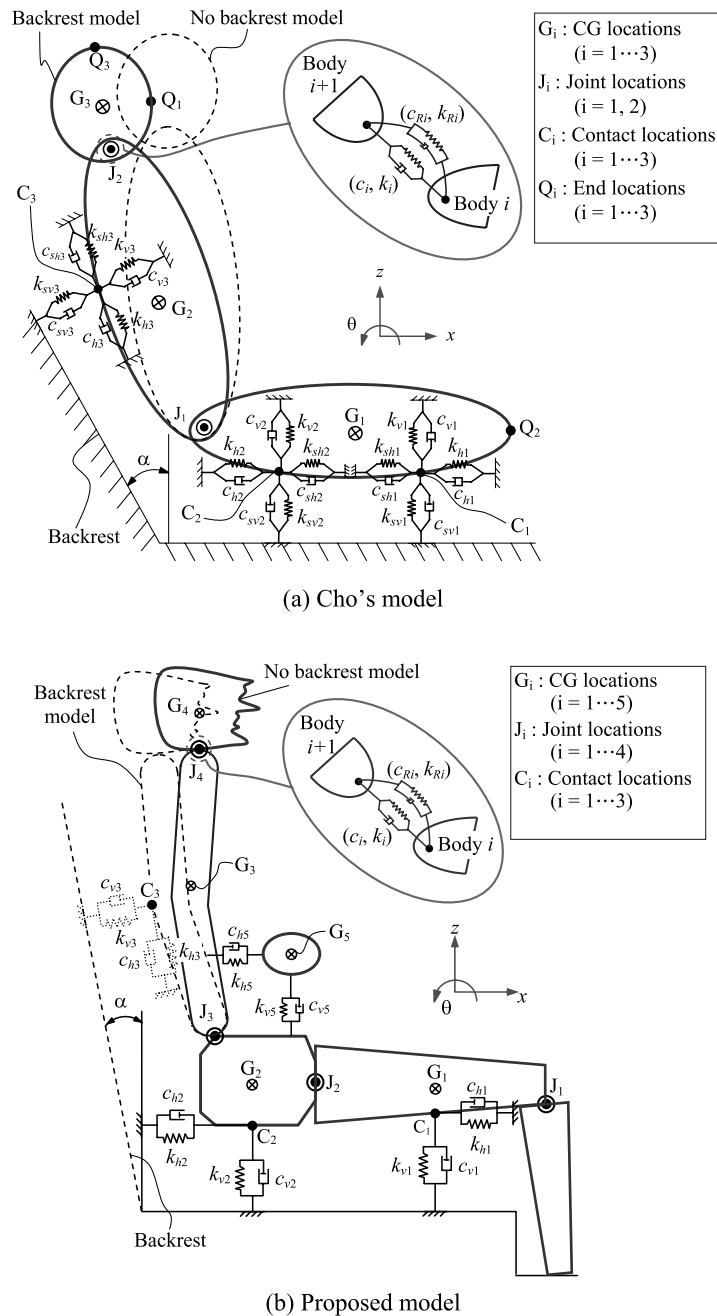 Backrest model
No backrest model
Q3
Q1
G3
J2
Body
i+1
(cRi, kRi)
(ci, ki)
Body i
Gi : CG locations
(i = 1⋯3)
Ji : Joint locations
(i = 1, 2)
Ci : Contact locations
(i = 1⋯3)
Qi : End locations
(i = 1⋯3)
C3
ksh3
csh3
kv3
cv3
ksv3
csv3
kh3
ch3
G2
z
θ
x
J1
G1
Q2
cv2
kv2
kv1
cv1
kh2
ksh2
ksh1
kh1
ch2
csh2
csh1
ch1
C2
csv2
ksv2
ksv1
csv1
C1
α
Backrest
(a) Cho's model
No backrest model
Backrest
model
G4
J4
Body
i+1
(cRi, kRi)
(ci, ki)
Body i
Gi : CG locations
(i = 1⋯5)
Ji : Joint locations
(i = 1⋯4)
Ci : Contact locations
(i = 1⋯3)
G3
C3
cv3
kv3
ch3
kh3
ch5
kh5
G5
kv5
cv5
z
θ
x
α
J3
G2
J2
G1
J1
ch2
kh2
C2
ch1
kh1
C1
kv2
cv2
kv1
cv1
Backrest
(b) Proposed model